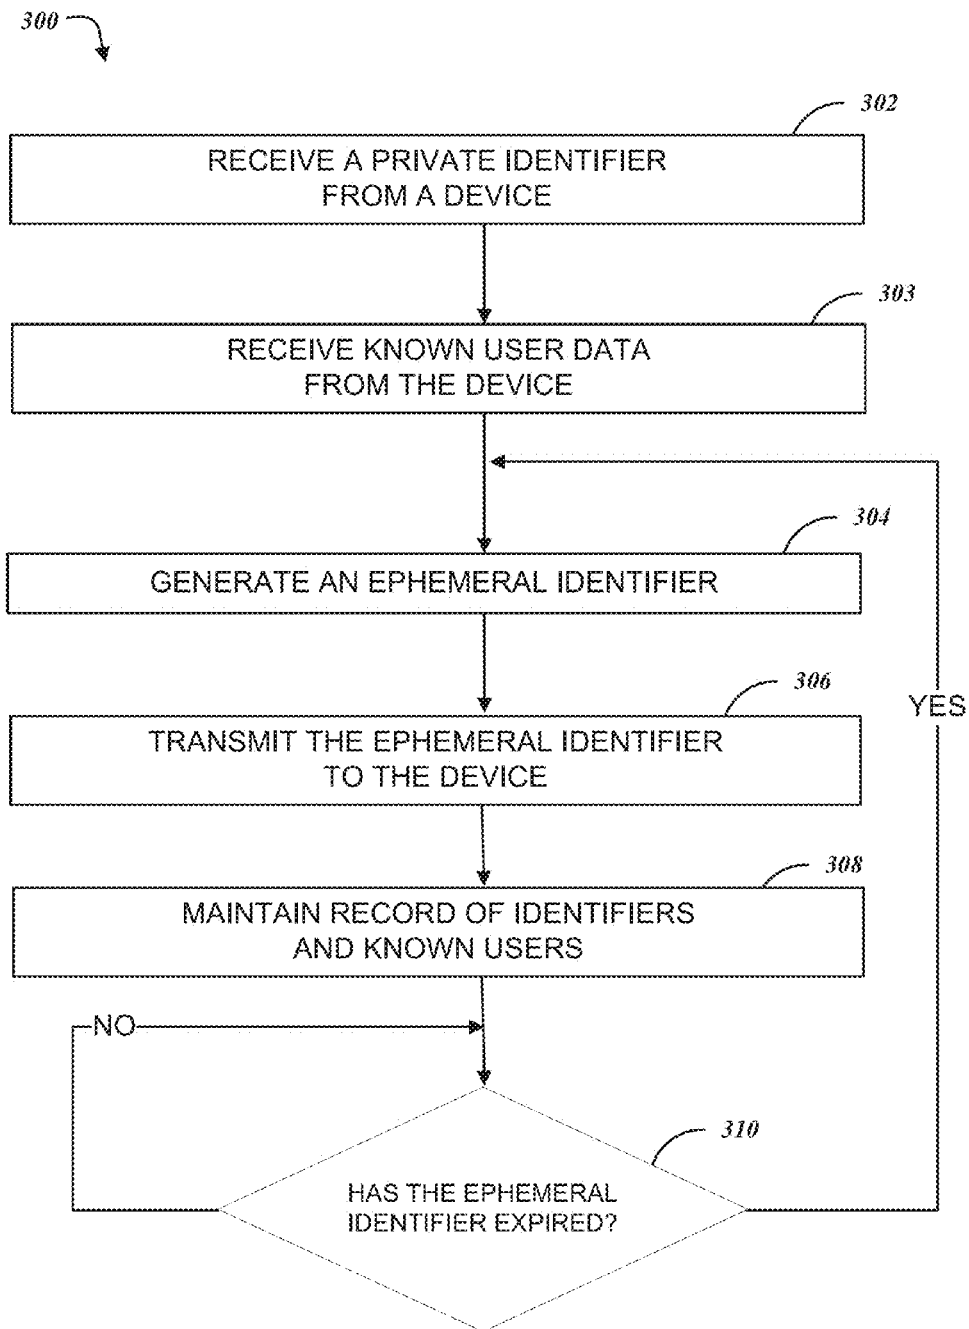 300
302
RECEIVE A PRIVATE IDENTIFIER
FROM A DEVICE
303
RECEIVE KNOWN USER DATA
FROM THE DEVICE
304
GENERATE AN EPHEMERAL IDENTIFIER
306
TRANSMIT THE EPHEMERAL IDENTIFIER
TO THE DEVICE
YES
308
MAINTAIN RECORD OF IDENTIFIERS
AND KNOWN USERS
NO
310
HAS THE EPHEMERAL
IDENTIFIER EXPIRED?